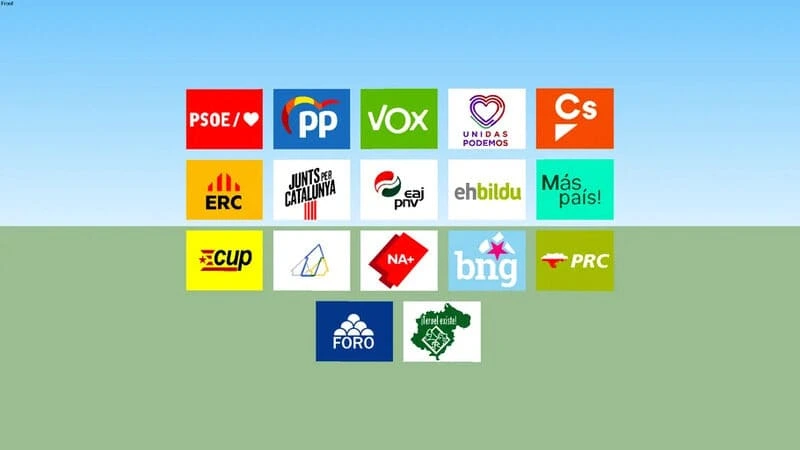 Front
PSOE/
PP
VOX
UNIDAS
PODEMOS
Cs
ERC
JUNTS PER
CATALUNYA
eaj
pnv
ehbildu
Más
país!
cup
NA+
bng
PRC
FORO
¡Teruel existe!